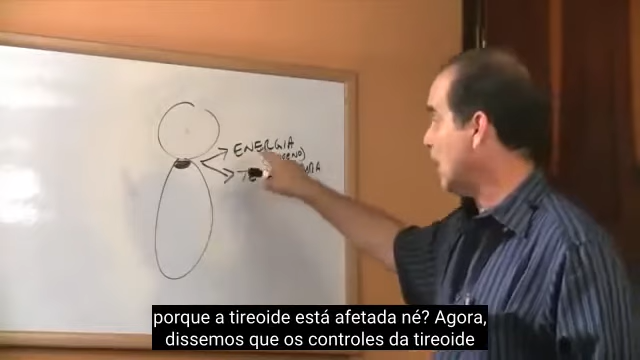 ENERGIA
porque a tireoide está afetada né? Agora,
dissemos que os controles da tireoide